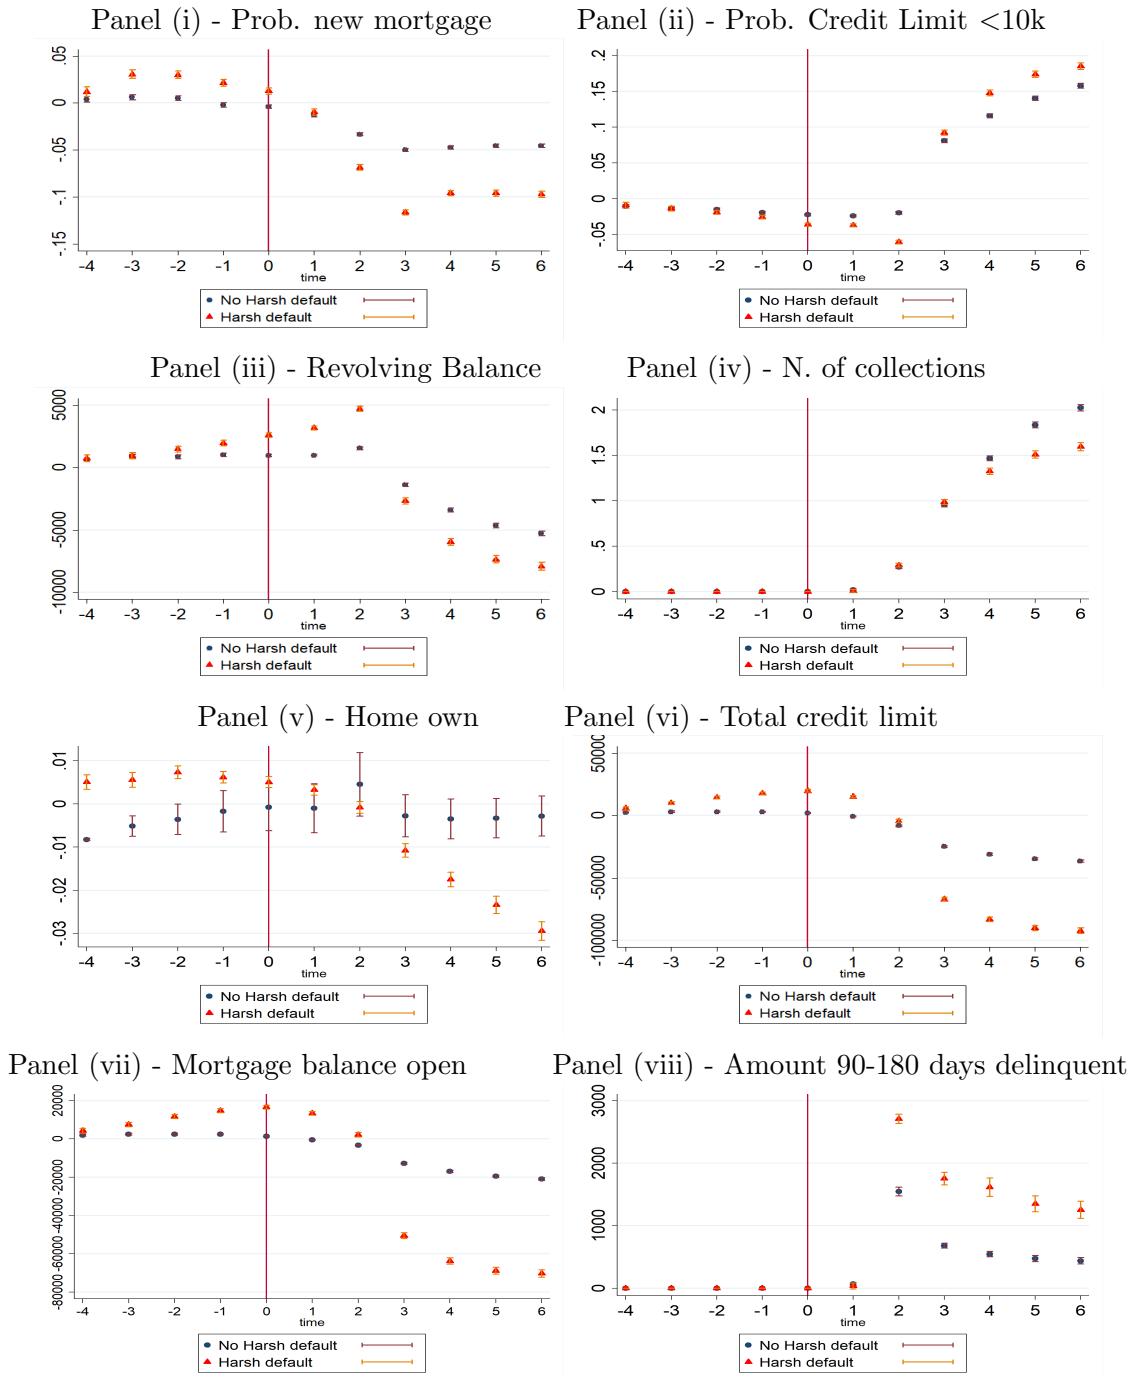 Panel (i) - Prob. new mortgage
.05
0
-.05
-.1
-.15
-4 -3 -2 -1 0 1 2 3 4 5 6
time
No Harsh default
Harsh default
Panel (ii) - Prob. Credit Limit <10k
.2
.15
.1
.05
0
-.05
-4 -3 -2 -1 0 1 2 3 4 5 6
time
No Harsh default
Harsh default
Panel (iii) - Revolving Balance
5000
0
-5000
-10000
-4 -3 -2 -1 0 1 2 3 4 5 6
time
No Harsh default
Harsh default
Panel (iv) - N. of collections
2
1.5
1
.5
0
-4 -3 -2 -1 0 1 2 3 4 5 6
time
No Harsh default
Harsh default
Panel (v) - Home own
.01
0
-.01
-.02
-.03
-4 -3 -2 -1 0 1 2 3 4 5 6
time
No Harsh default
Harsh default
Panel (vi) - Total credit limit
50000
0
-50000
-100000
-4 -3 -2 -1 0 1 2 3 4 5 6
time
No Harsh default
Harsh default
Panel (vii) - Mortgage balance open
20000
0
-20000
-40000
-60000
-80000
-4 -3 -2 -1 0 1 2 3 4 5 6
time
No Harsh default
Harsh default
Panel (viii) - Amount 90-180 days delinquent
3000
2000
1000
0
-4 -3 -2 -1 0 1 2 3 4 5 6
time
No Harsh default
Harsh default